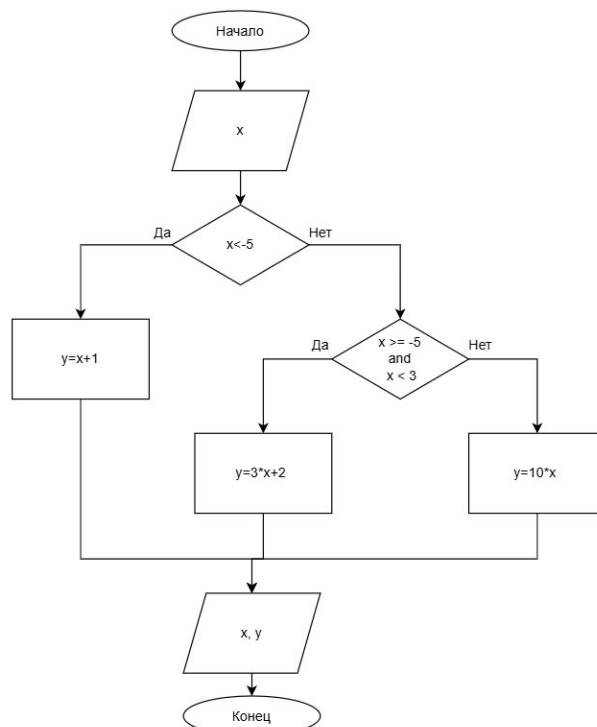 Начало
x
Да
x<-5
Нет
y=x+1
Да
x >= -5
and
x < 3
Нет
y=3*x+2
y=10*x
x, y
Конец